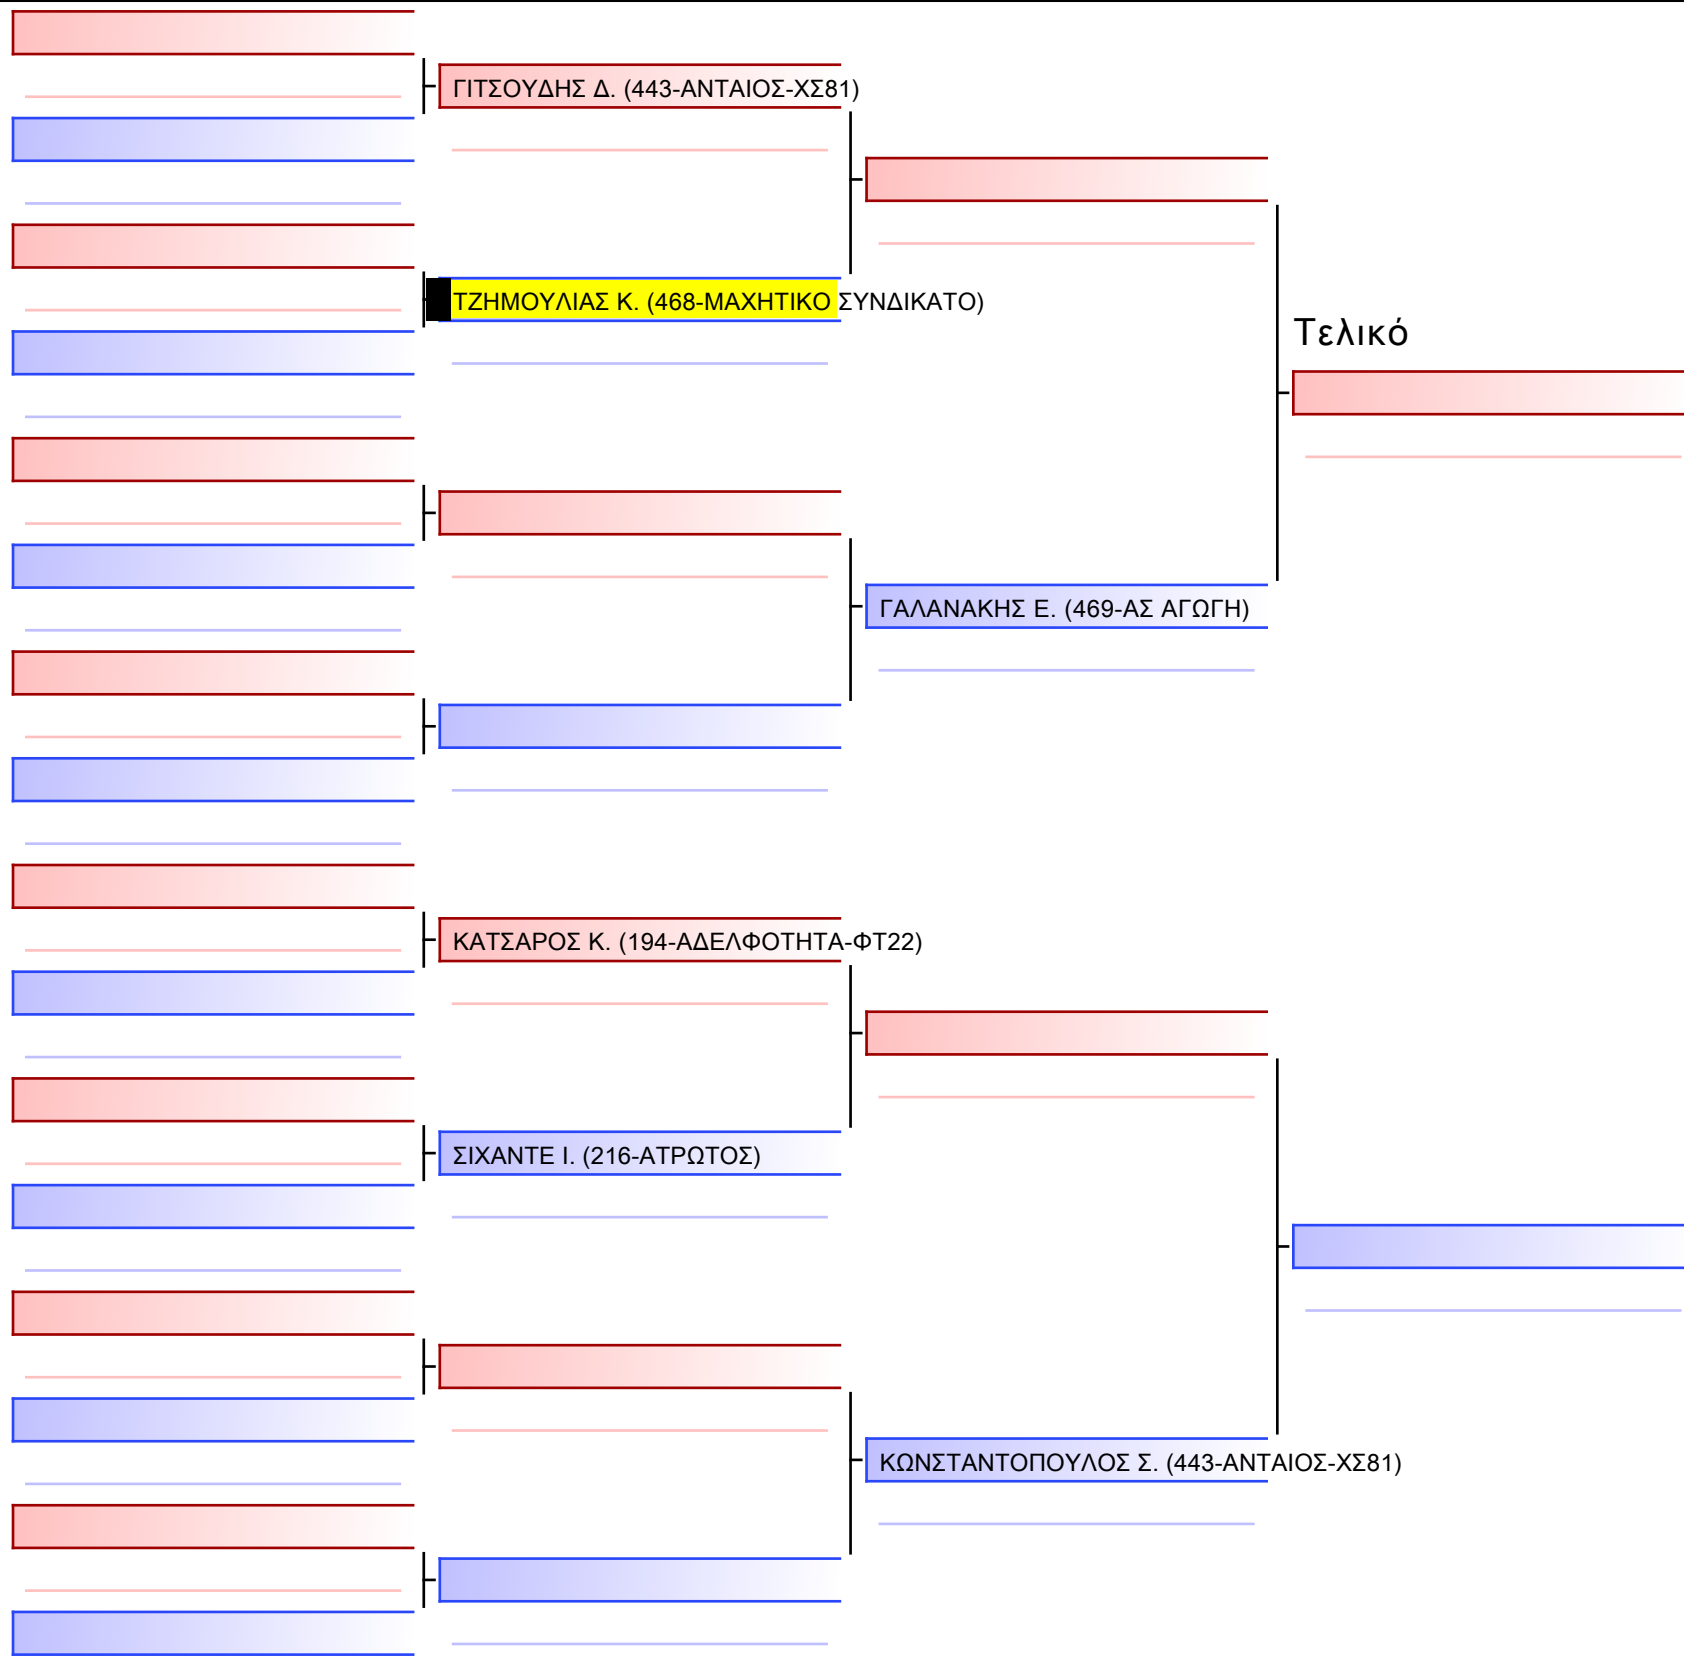 ΓΙΤΣΟΥΔΗΣ Δ. (443-ΑΝΤΑΙΟΣ-ΧΣ81)
ΤΖΗΜΟΥΛΙΑΣ Κ. (468-ΜΑΧΗΤΙΚΟ ΣΥΝΔΙΚΑΤΟ)
Τελικό
ΓΑΛΑΝΑΚΗΣ Ε. (469-ΑΣ ΑΓΩΓΗ)
ΚΑΤΣΑΡΟΣ Κ. (194-ΑΔΕΛΦΟΤΗΤΑ-ΦΤ22)
ΣΙΧΑΝΤΕ Ι. (216-ΑΤΡΩΤΟΣ)
ΚΩΝΣΤΑΝΤΟΠΟΥΛΟΣ Σ. (443-ΑΝΤΑΙΟΣ-ΧΣ81)